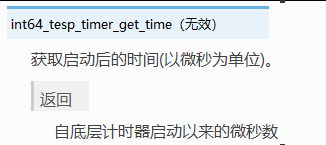 int64_tesp_timer_get_time（无效）
获取启动后的时间(以微秒为单位)。
返回
自底层计时器启动以来的微秒数